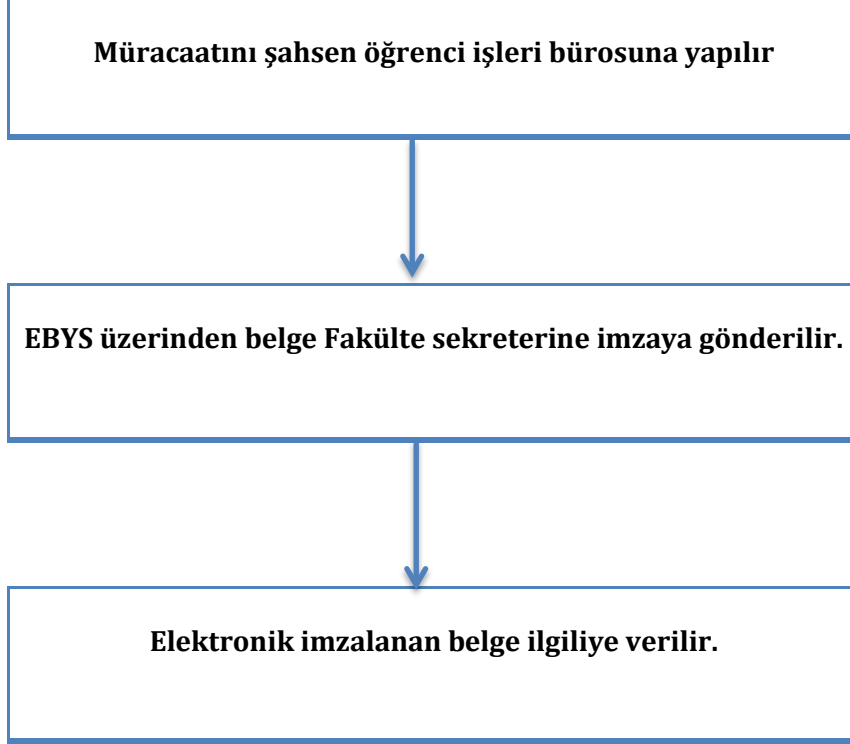 Müracaatını şahsen öğrenci işleri bürosuna yapılır
EBYS üzerinden belge Fakülte sekreterine imzaya gönderilir.
Elektronik imzalanan belge ilgiliye verilir.